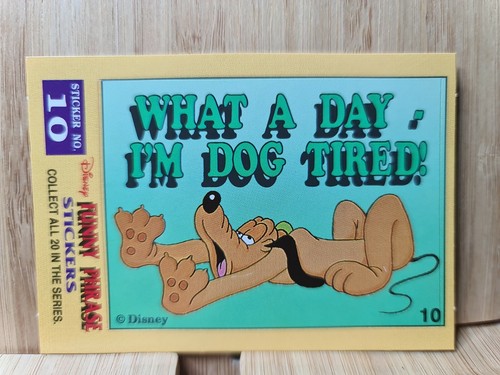 WHAT A DAY -
I'M DOG TIRED!
© Disney
10
STICKER NO.
10
Disney
FUNNY PHRASE
STICKERS
COLLECT ALL 20 IN THE SERIES.